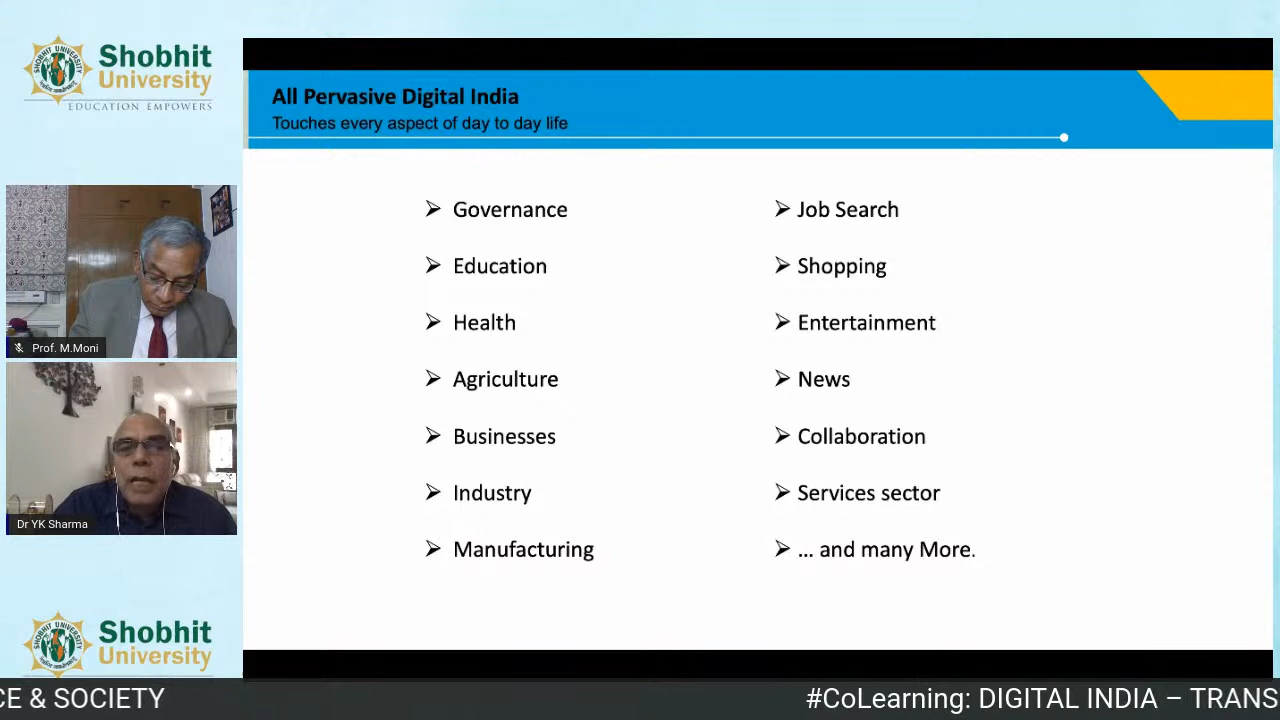 Shobhit
University
EDUCATION EMPOWERS
All Pervasive Digital India
Touches every aspect of day to day life
➢ Governance
➢ Education
➢ Health
➢ Agriculture
➢ Businesses
➢ Industry
➢ Manufacturing
➢ Job Search
➢ Shopping
➢ Entertainment
➢ News
➢ Collaboration
➢ Services sector
➢ ... and many More.
Prof. M.Moni
Dr YK Sharma
Shobhit
University
CE & SOCIETY
#CoLearning: DIGITAL INDIA – TRANS